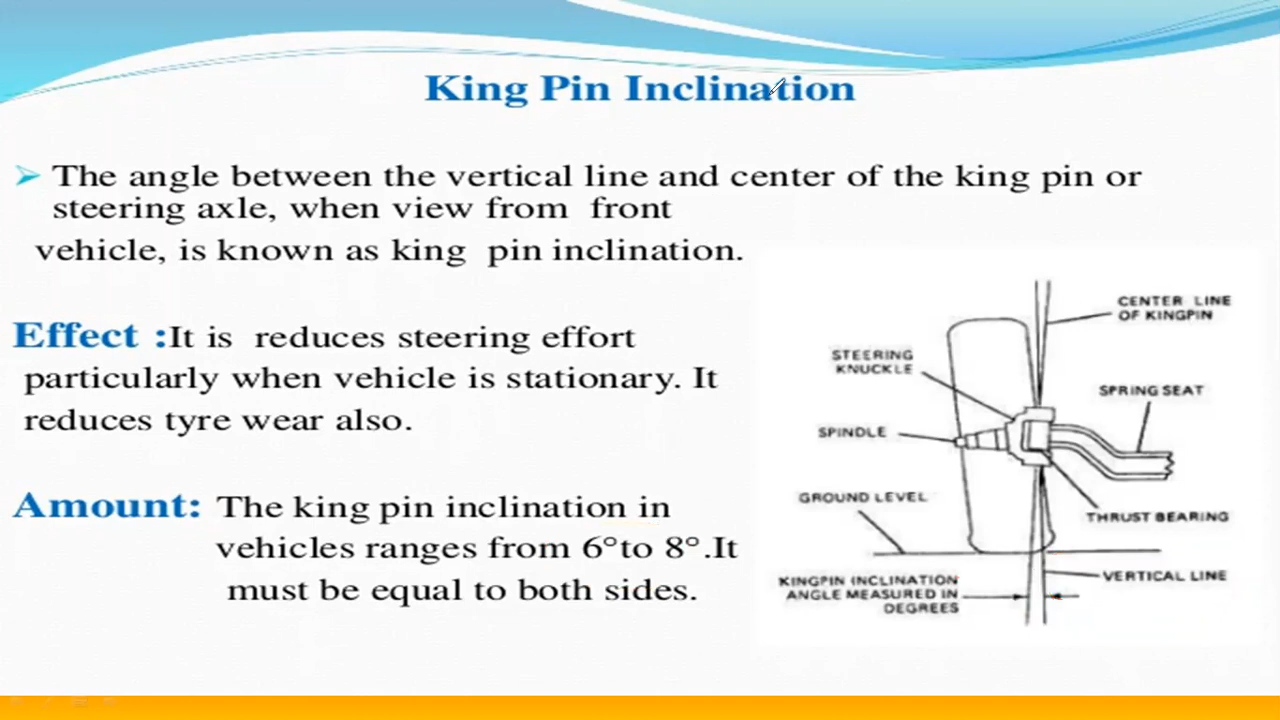 King Pin Inclination
The angle between the vertical line and center of the king pin or
steering axle, when view from front
vehicle, is known as king pin inclination.
Effect :It is reduces steering effort
particularly when vehicle is stationary. It
reduces tyre wear also.
Amount: The king pin inclination in
vehicles ranges from 6°to 8°.It
must be equal to both sides.
CENTER LINE
OF KINGPIN
STEERING
KNUCKLE
SPRING SEAT
SPINDLE
GROUND LEVEL
THRUST BEARING
VERTICAL LINE
KINGPIN INCLINATION
ANGLE MEASURED IN
DEGREES